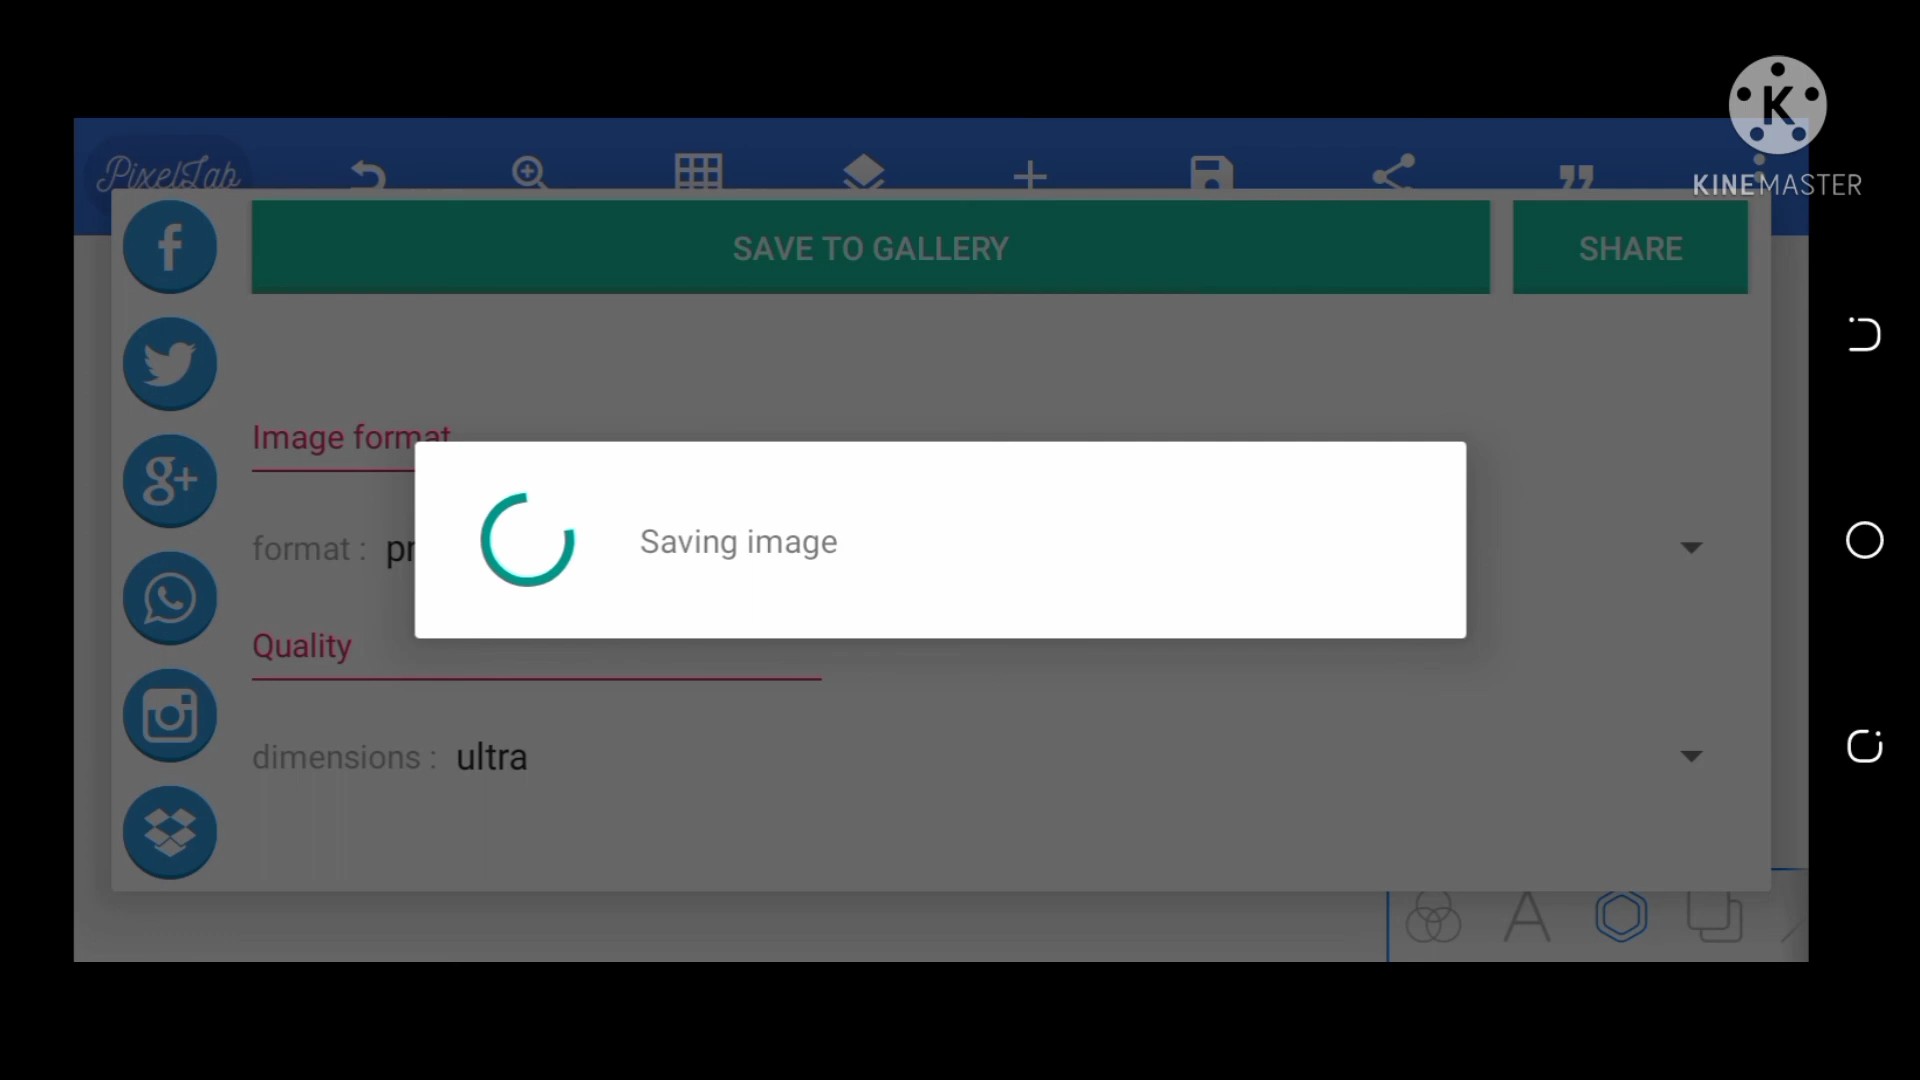 PixelLab
KINEMASTER
SAVE TO GALLERY
SHARE
Image format
format :
Saving image
Quality
dimensions : ultra